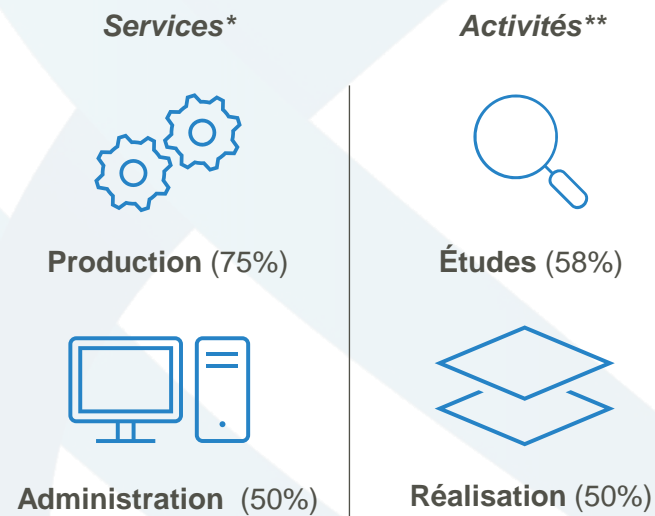 Services*
Activités**
Production (75%)
Études (58%)
Administration (50%)
Réalisation (50%)